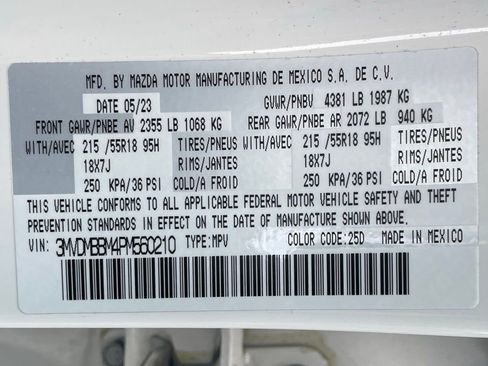 MFD. BY MAZDA MOTOR MANUFACTURING DE MEXICO S.A. DE C.V.
DATE 05/23 GVWR/PNBV 4381 LB 1987 KG
FRONT GAWR/PNBE AV 2355 LB 1068 KG REAR GAWR/PNBE AR 2072 LB 940 KG
WITH/AVEC 215 /55R18 95H TIRES/PNEUS WITH/AVEC 215 /55R18 95H TIRES/PNEUS
18X7J RIMS/JANTES 18X7J RIMS/JANTES
250 KPA/36 PSI COLD/A FROID 250 KPA/36 PSI COLD/A FROID
THIS VEHICLE CONFORMS TO ALL APPLICABLE FEDERAL MOTOR VEHICLE SAFETY AND THEFT
PREVENTION STANDARDS IN EFFECT ON THE DATE OF MANUFACTURE SHOWN ABOVE.
VIN: 3MVDMBBM4PM560210 TYPE: MPV COLOR CODE: 25D MADE IN MEXICO